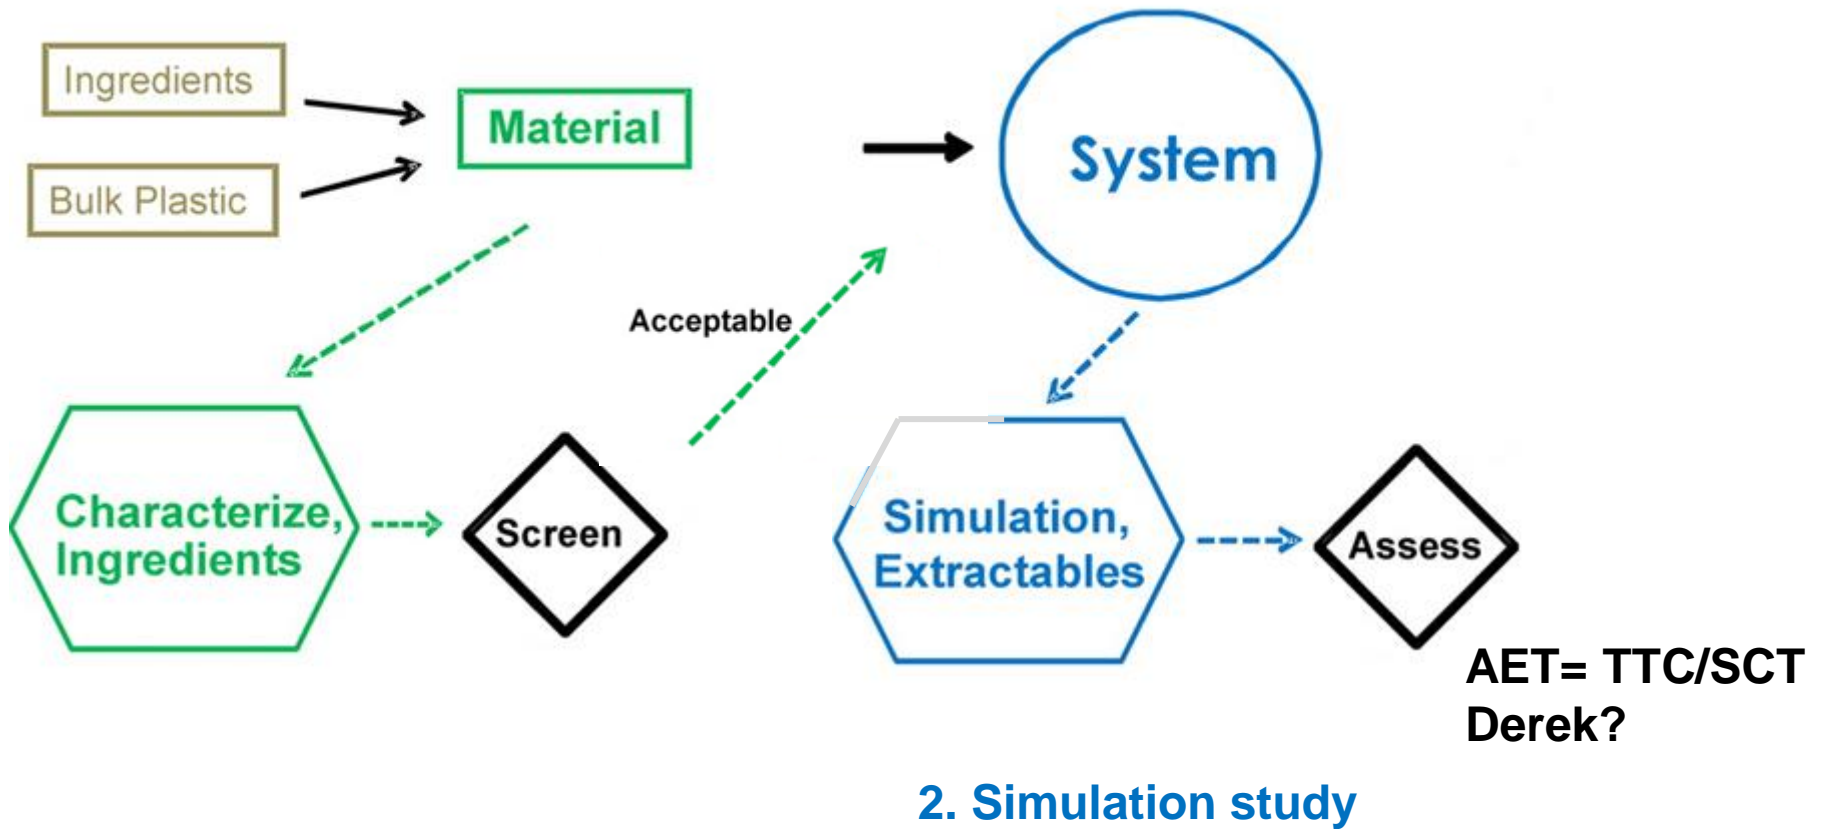 Ingredients
Material
System
Bulk Plastic
Acceptable
Characterize,
Ingredients
Screen
Simulation,
Extractables
Assess
AET= TTC/SCT
Derek?
2. Simulation study